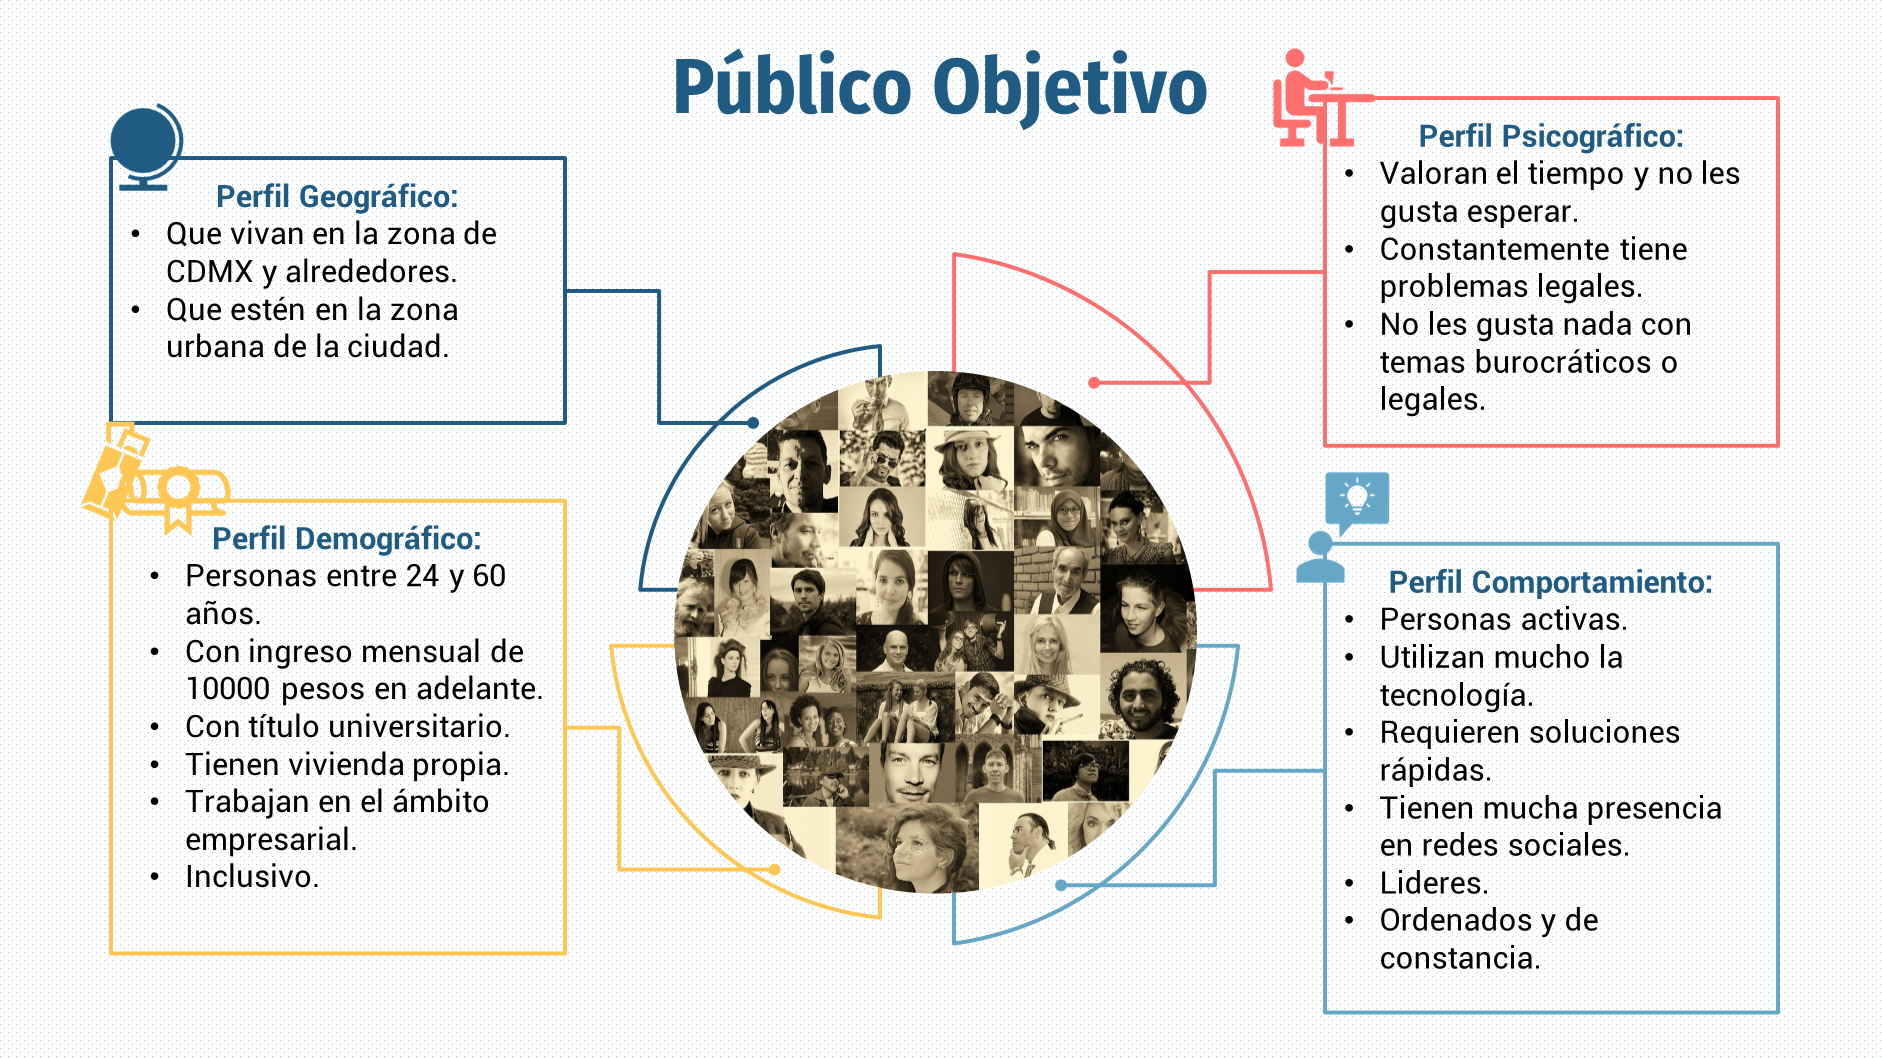 Público Objetivo
Perfil Geográfico:
• Que vivan en la zona de
CDMX y alrededores.
• Que estén en la zona
urbana de la ciudad.
Perfil Demográfico:
• Personas entre 24 y 60
años.
• Con ingreso mensual de
10000 pesos en adelante.
• Con título universitario.
• Tienen vivienda propia.
• Trabajan en el ámbito
empresarial.
• Inclusivo.
Perfil Psicográfico:
• Valoran el tiempo y no les
gusta esperar.
• Constantemente tiene
problemas legales.
• No les gusta nada con
temas burocráticos o
legales.
Perfil Comportamiento:
• Personas activas.
• Utilizan mucho la
tecnología.
• Requieren soluciones
rápidas.
• Tienen mucha presencia
en redes sociales.
• Lideres.
• Ordenados y de
constancia.